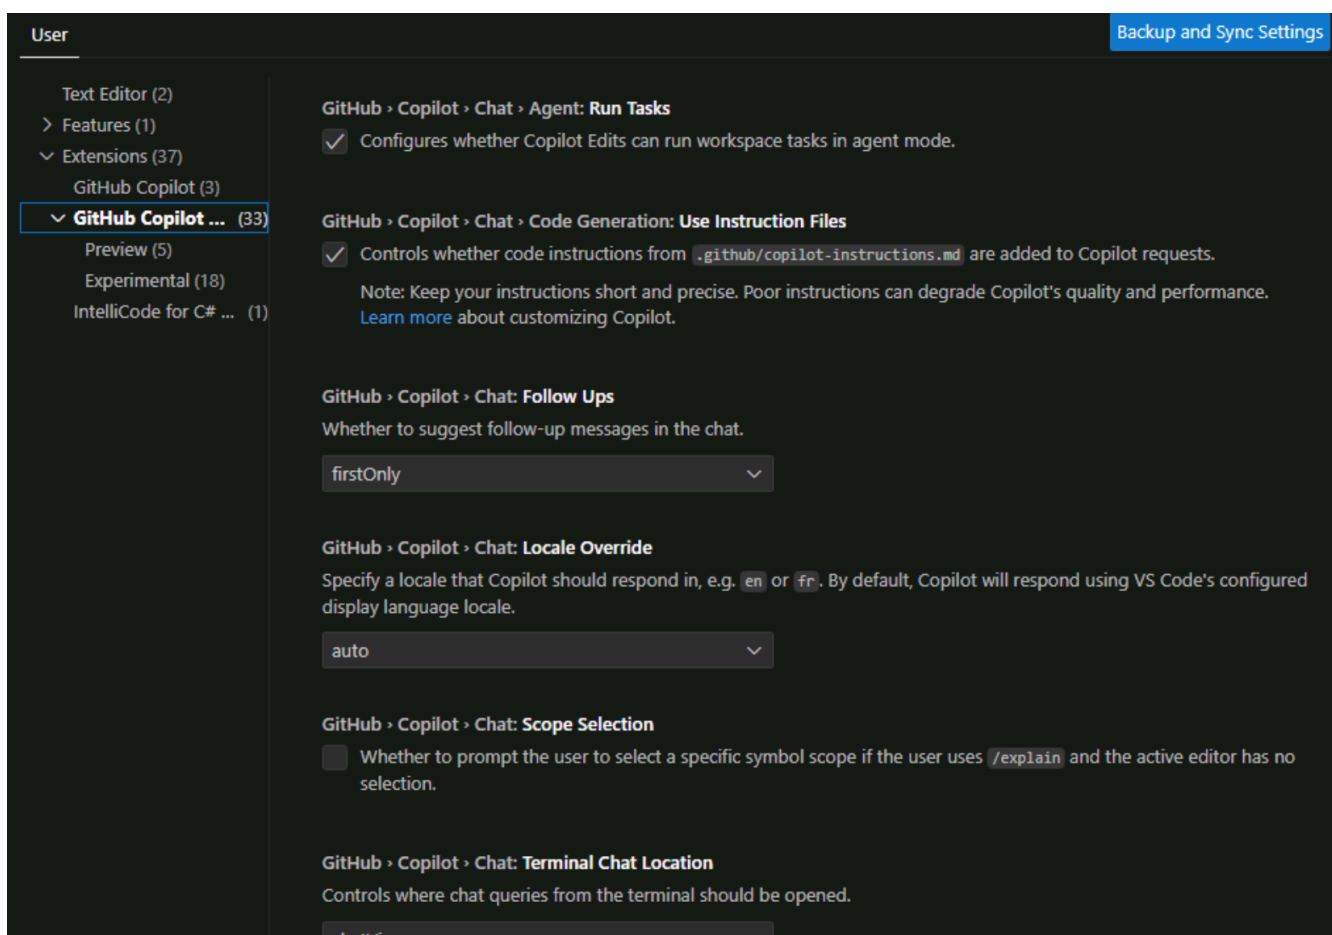 User
Backup and Sync Settings
Text Editor (2)
Features (1)
Extensions (37)
GitHub Copilot (3)
GitHub Copilot ... (33)
Preview (5)
Experimental (18)
IntelliCode for C# ... (1)
GitHub › Copilot › Chat › Agent: Run Tasks
Configures whether Copilot Edits can run workspace tasks in agent mode.
GitHub › Copilot › Chat › Code Generation: Use Instruction Files
Controls whether code instructions from .github/copilot-instructions.md are added to Copilot requests.
Note: Keep your instructions short and precise. Poor instructions can degrade Copilot's quality and performance.
Learn more about customizing Copilot.
GitHub › Copilot › Chat: Follow Ups
Whether to suggest follow-up messages in the chat.
firstOnly
GitHub › Copilot › Chat: Locale Override
Specify a locale that Copilot should respond in, e.g. en or fr. By default, Copilot will respond using VS Code's configured
display language locale.
auto
GitHub › Copilot › Chat: Scope Selection
Whether to prompt the user to select a specific symbol scope if the user uses /explain and the active editor has no
selection.
GitHub › Copilot › Chat: Terminal Chat Location
Controls where chat queries from the terminal should be opened.